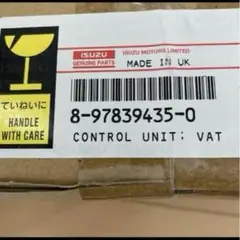 ISUZU
GENUINE PARTS
ISUZU MOTORS LIMITED
MADE IN UK
8-97839435-0
CONTROL UNIT; VAT
ていねいに
HANDLE
WITH CARE